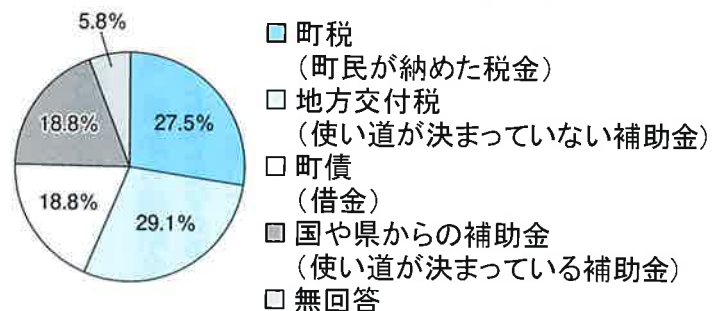 5.8%
27.5%
18.8%
18.8%
29.1%
町税
（町民が納めた税金）
地方交付税
（使い道が決まっていない補助金）
町債
（借金）
国や県からの補助金
（使い道が決まっている補助金）
無回答